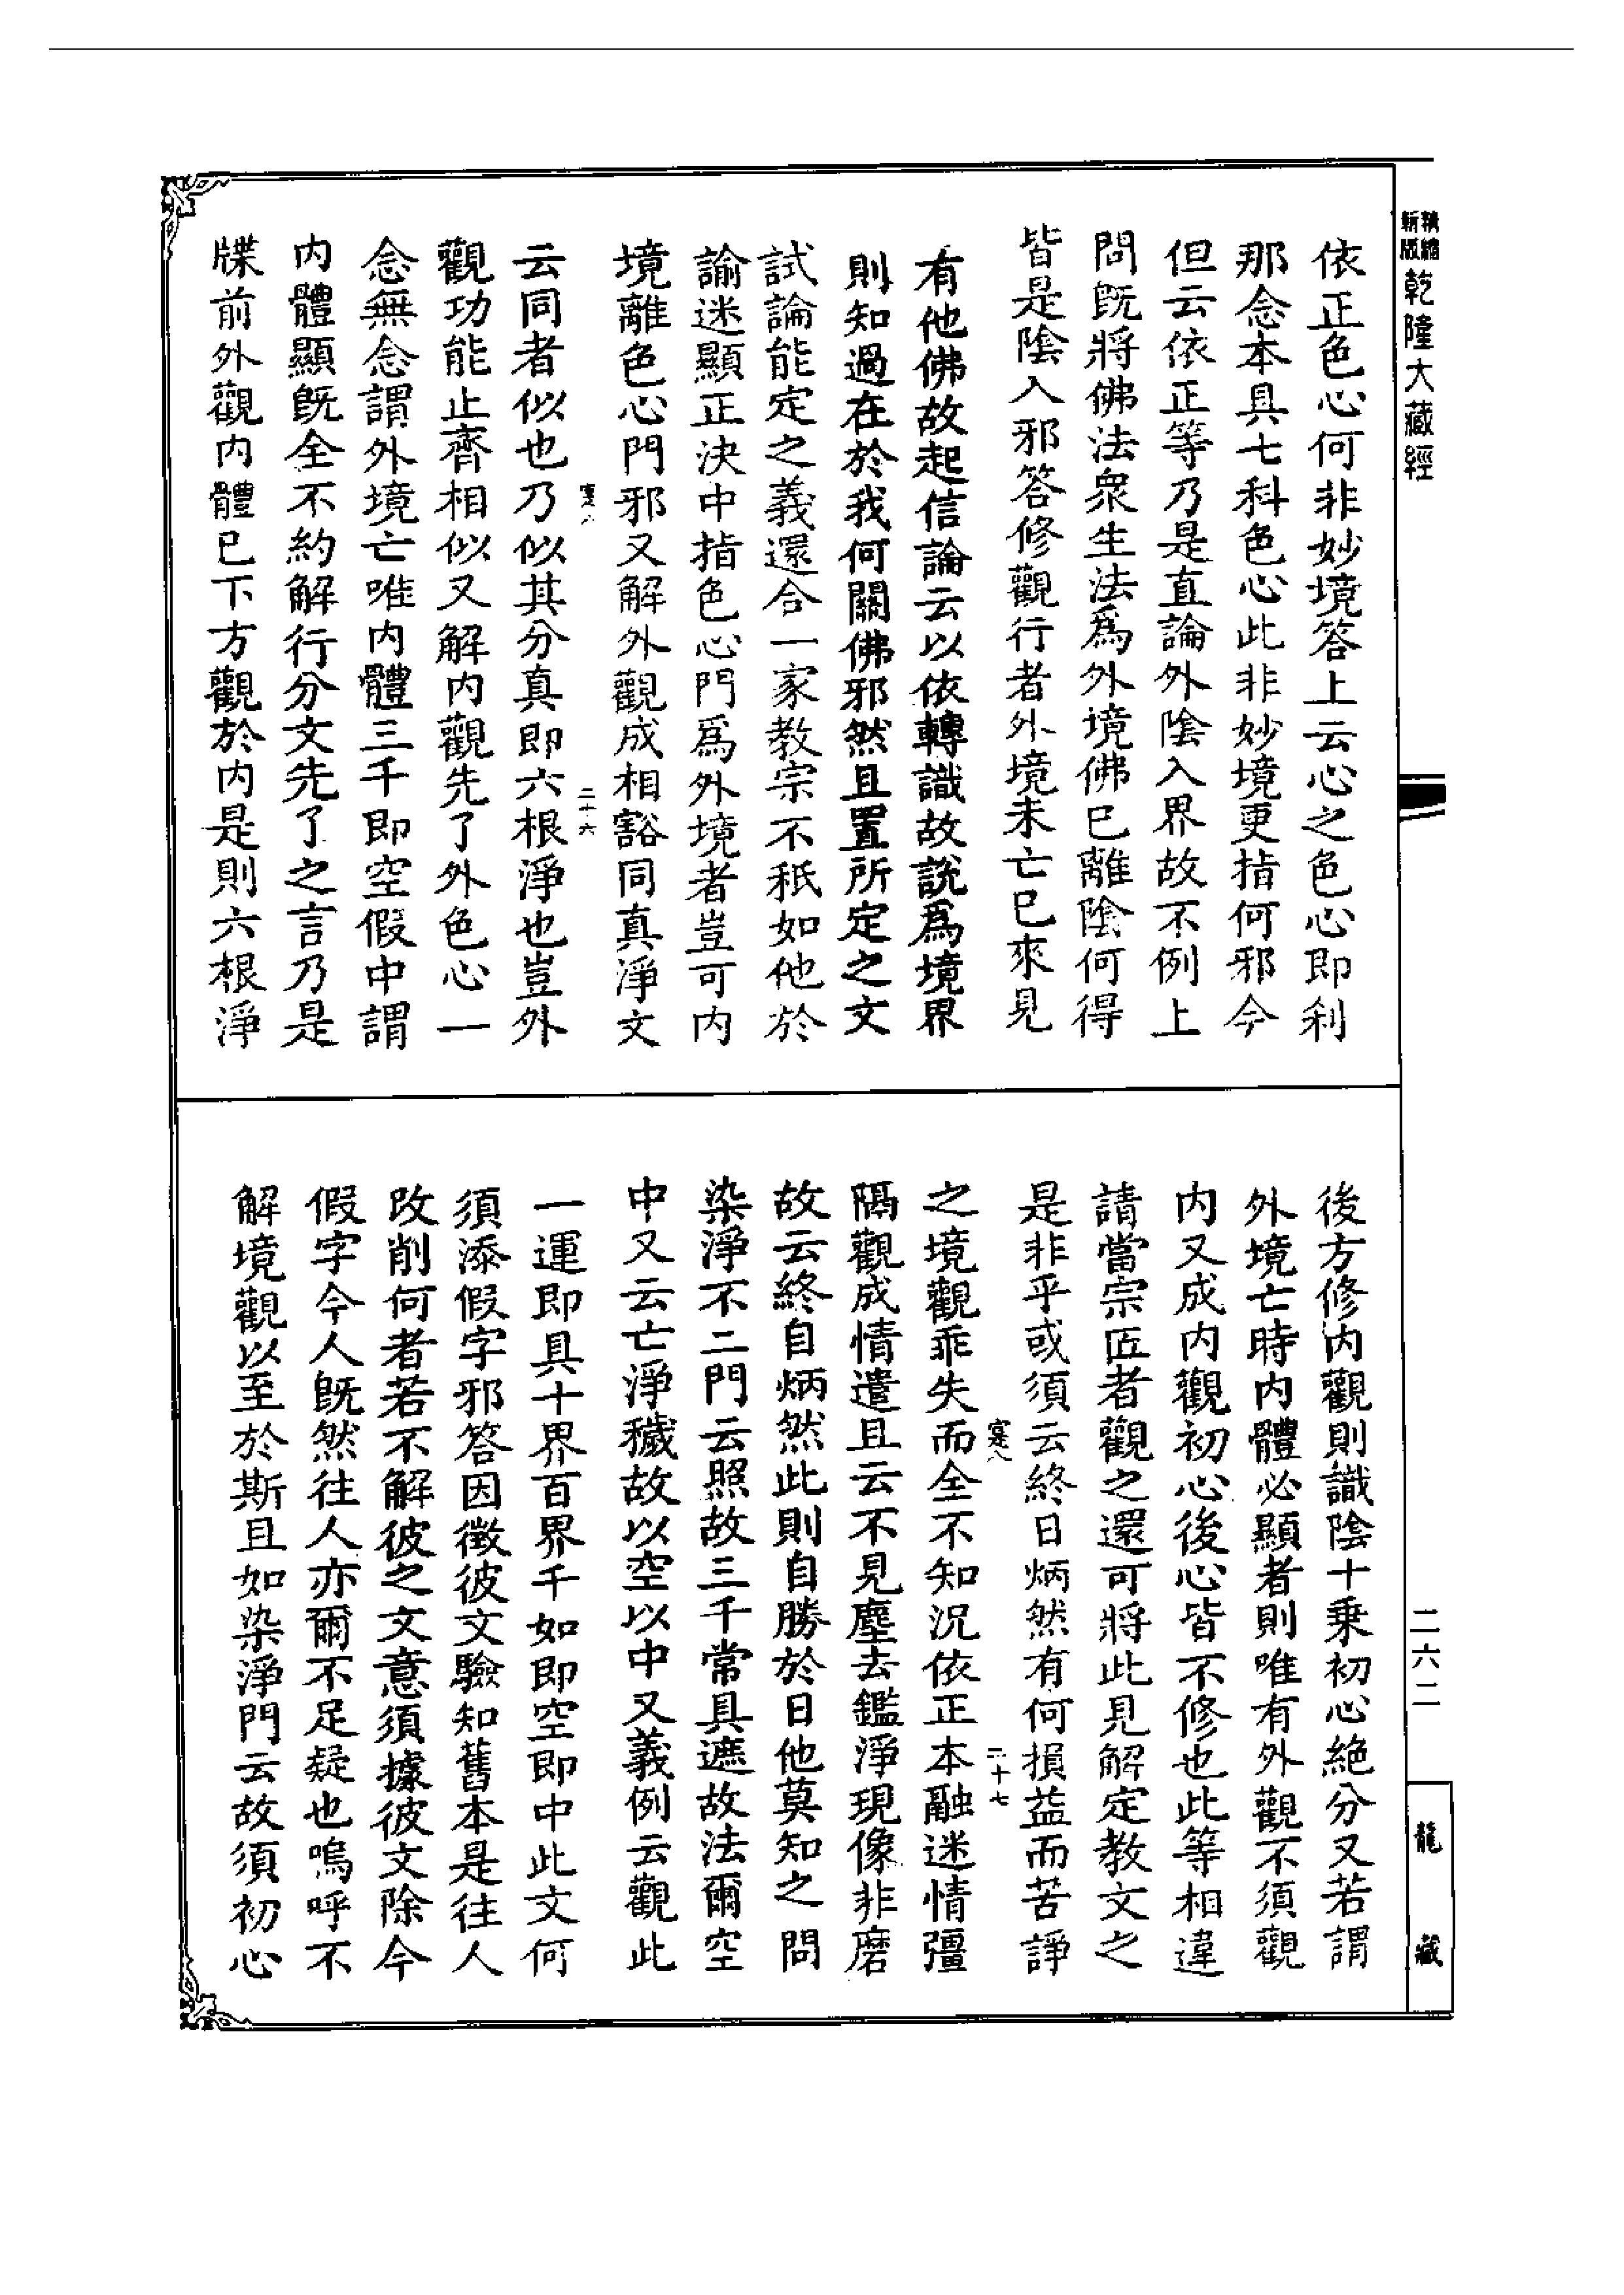 精縮新版乾隆大藏經
依正色心何非妙境答上云心之色心即刹
那念本具七科色心此非妙境更指何邪今
但云依正等乃是直論外陰入界故不例上
問旣將佛法衆生法爲外境佛已離陰何得
皆是陰入邪答修觀行者外境未亡已來見
有他佛故起信論云以依轉識故說爲境界
則知過在於我何關佛邪然且置所定之文
試論能定之義還合一家教宗不秖如他於
諭迷顯正決中指色心門爲外境者豈可内
境離色心門邪又解外觀成相豁同真淨文
寔八
二十六
云同者似也乃似其分真即六根淨也豈外
觀功能止齊相似又解内觀先了外色心一
念無念謂外境亡唯内體三千即空假中謂
内體顯旣全不約解行分文先了之言乃是
牒前外觀内體已下方觀於内是則六根淨
後方修内觀則識陰十乗初心絶分又若謂
外境亡時内體必顯者則唯有外觀不須觀
内又成内觀初心後心皆不修也此等相違
請當宗匠者觀之還可將此見解定教文之
是非乎或須云終日炳然有何損益而苦諍
寔八
二十七
之境觀乖失而全不知況依正本融迷情彊
隔觀成情遣且云不見塵去鑑淨現像非磨
故云終自炳然此則自勝於日他莫知之問
染淨不二門云照故三千常具遮故法爾空
中又云亡淨穢故以空以中又義例云觀此
一運即具十界百界千如即空即中此文何
須添假字邪答因徵彼文驗知舊本是往人
改削何者若不解彼之文意須據彼文除今
假字今人旣然往人亦爾不足疑也嗚呼不
解境觀以至於斯且如染淨門云故須初心
二六二
龍藏